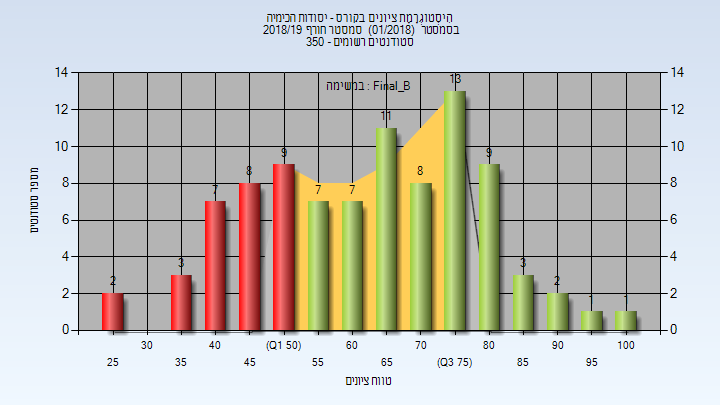 היסטוגרמת ציונים בקורס - יסודות הכימיה
בסמסטר (01/2018) סמסטר חורף 2018/19
סטודנטים רשומים - 350
במשימה : Final_B
מספר סטודנטים
14 14
12 12
10 10
8 8
6 6
4 4
2 2
0 0
2 3 7 8 9 7 7 11 8 13 9 3 2 1 1
30 40 (Q1 50) 60 70 80 90 100
25 35 45 55 65 (Q3 75) 85 95
טווח ציונים